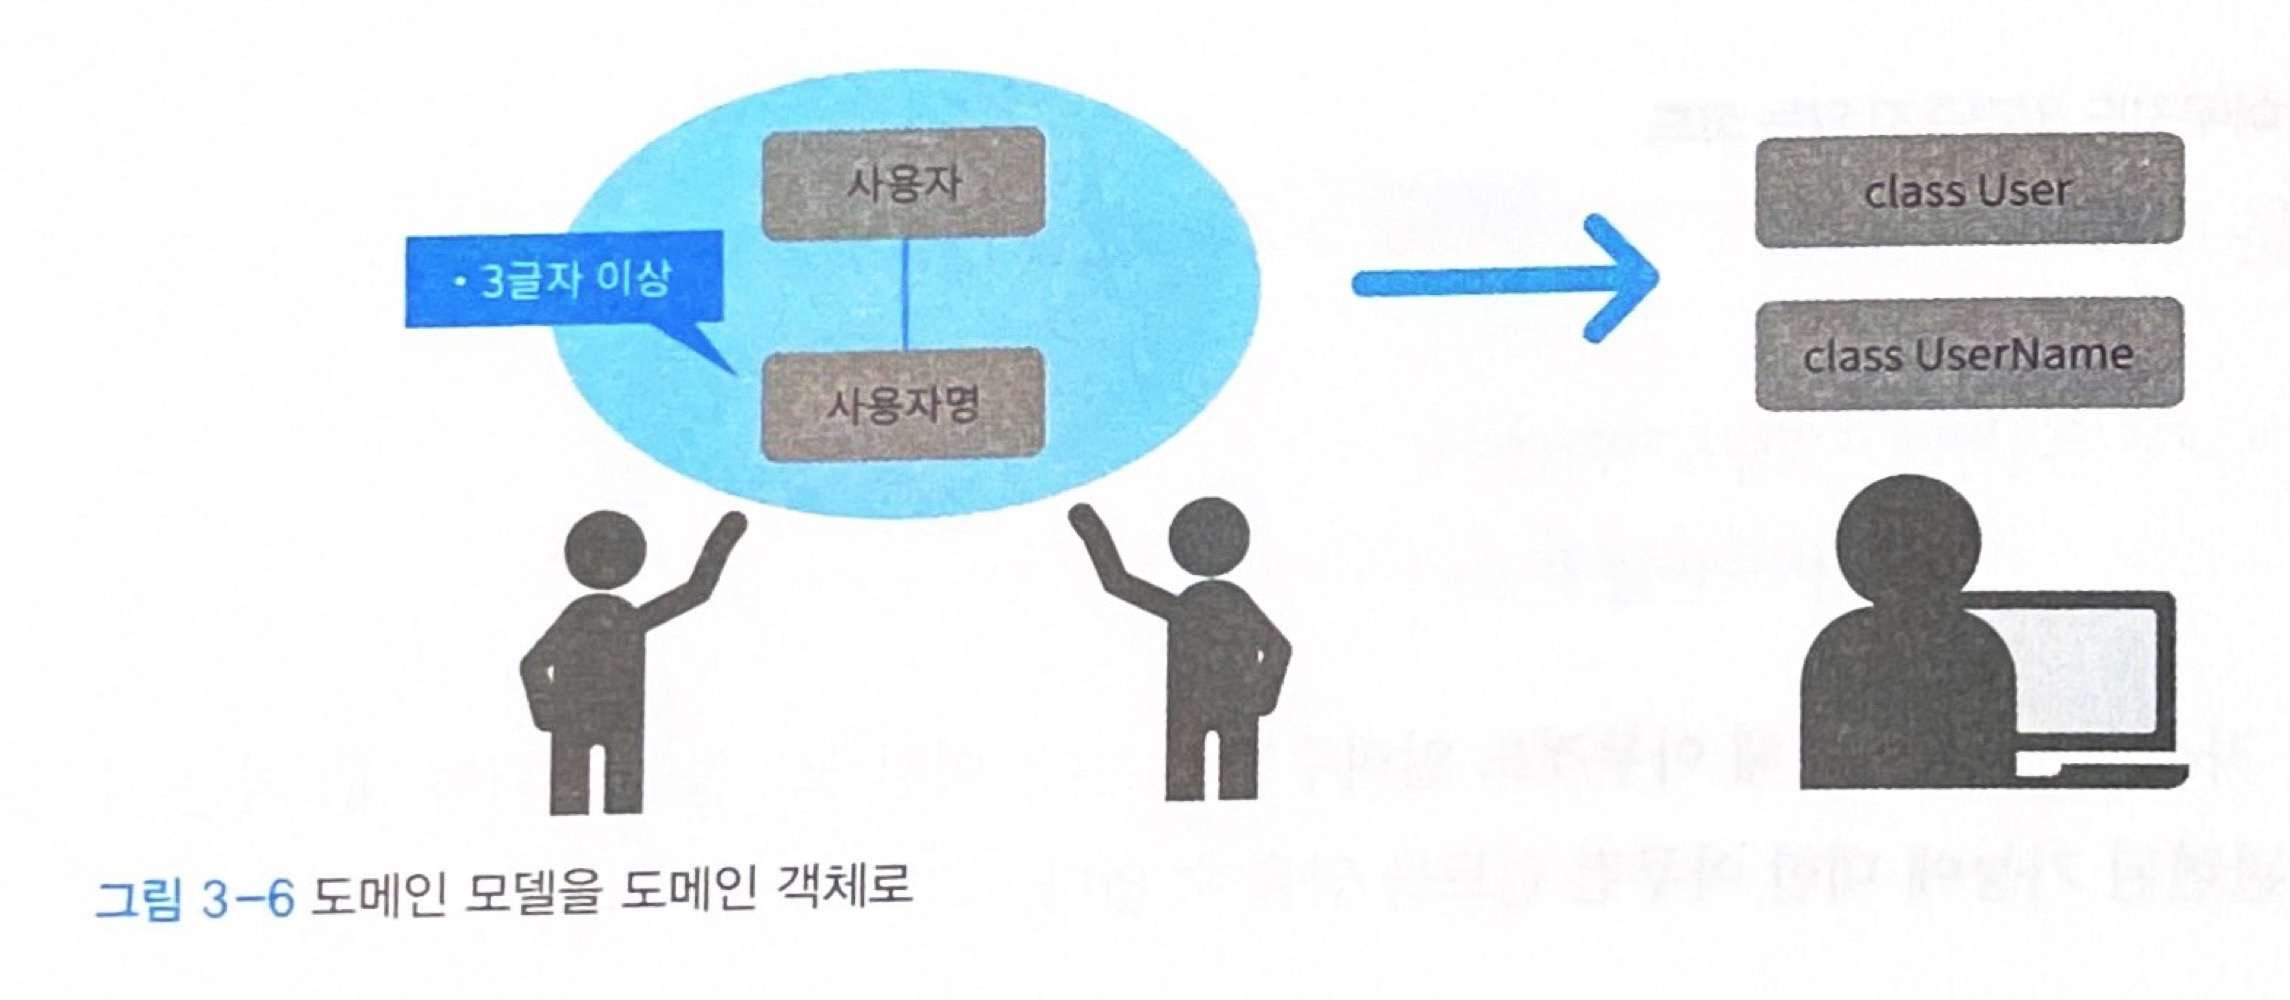 사용자
• 3글자 이상
사용자명
class User
class UserName
그림 3-6 도메인 모델을 도메인 객체로